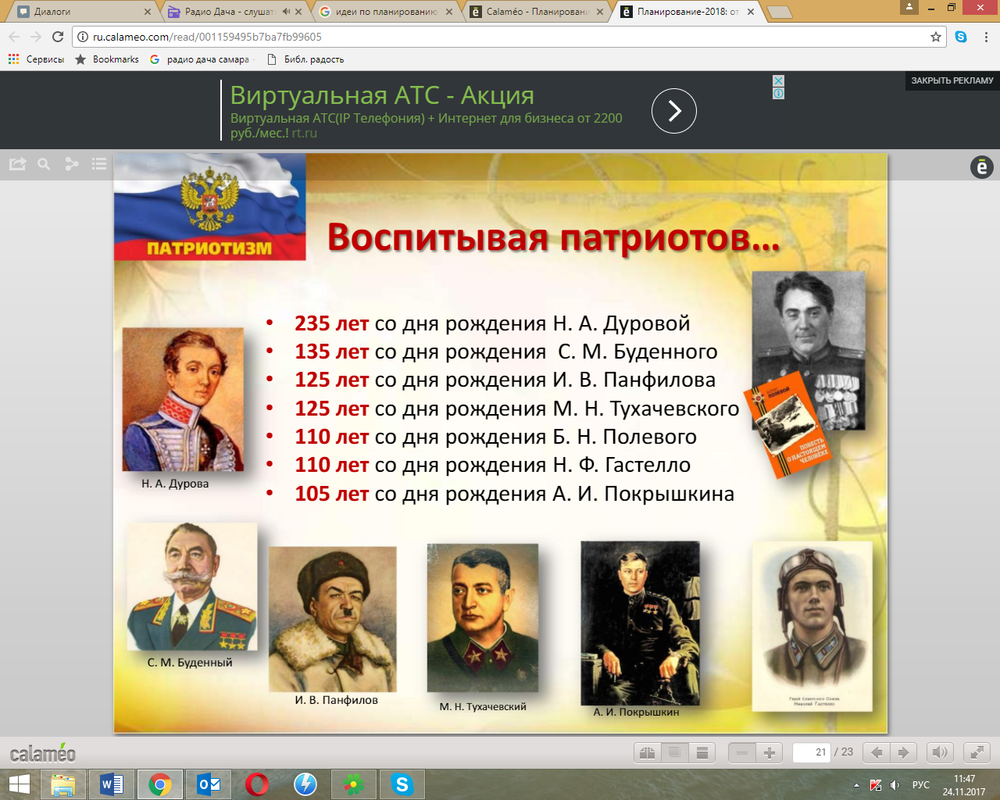 Диалоги
Радио Дача - слушат
идеи по планированию
Calaméo - Планировани
Планирование-2018: от
ru.calameo.com/read/001159495b7ba7fb99605
Сервисы
Bookmarks
радио дача самара -
Библ. радость
Виртуальная АТС - Акция
Виртуальная АТС(IP Телефония) + Интернет для бизнеса от 2200
руб./мес.! rt.ru
ЗАКРЫТЬ РЕКЛАМУ
ПАТРИОТИЗМ
Воспитывая патриотов...
• 235 лет со дня рождения Н. А. Дуровой
• 135 лет со дня рождения С. М. Буденного
• 125 лет со дня рождения И. В. Панфилова
• 125 лет со дня рождения М. Н. Тухачевского
• 110 лет со дня рождения Б. Н. Полевого
• 110 лет со дня рождения Н. Ф. Гастелло
• 105 лет со дня рождения А. И. Покрышкина
ПОЛЕВОЙ
ПОВЕСТЬ
О НАСТОЯЩЕМ
ЧЕЛОВЕКЕ
Н. А. Дурова
С. М. Буденный
И. В. Панфилов
М. Н. Тухачевский
А. И. Покрышкин
Герой Советского Союза
Николай Гастелло
calaméo
21 / 23
РУС
11:47
24.11.2017